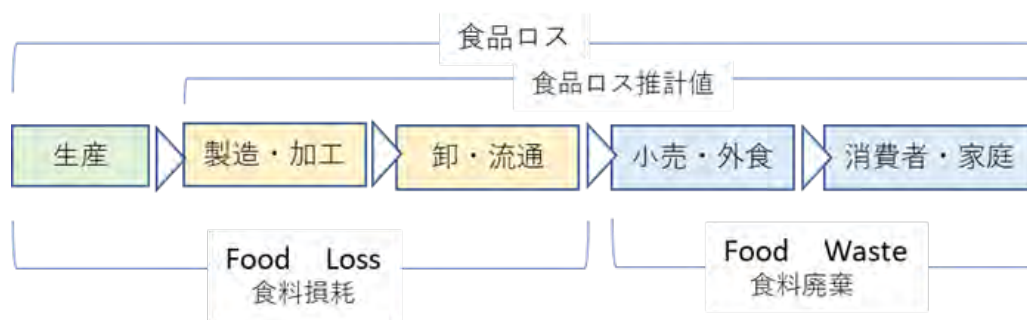 食品ロス
食品ロス推計値
生産
製造・加工
卸・流通
小売・外食
消費者・家庭
Food Loss
食料損耗
Food Waste
食料廃棄